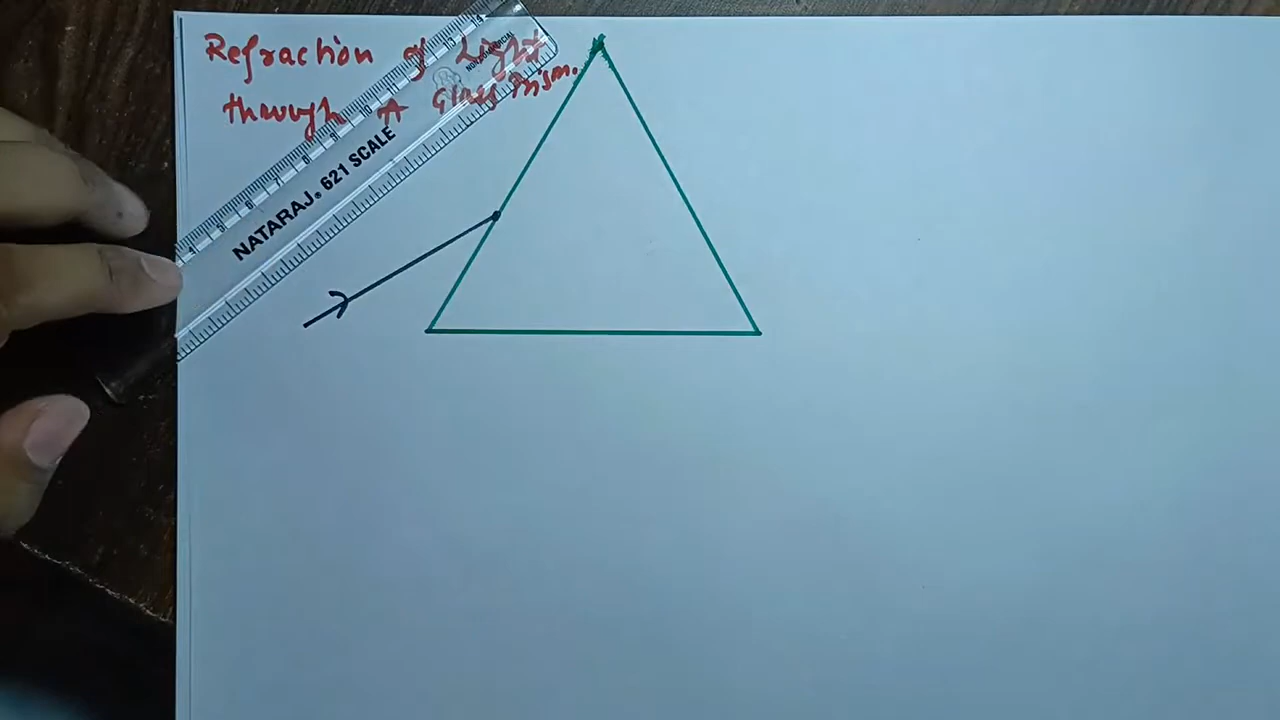 Refraction of Light
through A Glass Prism.
NATARAJ® 621 SCALE